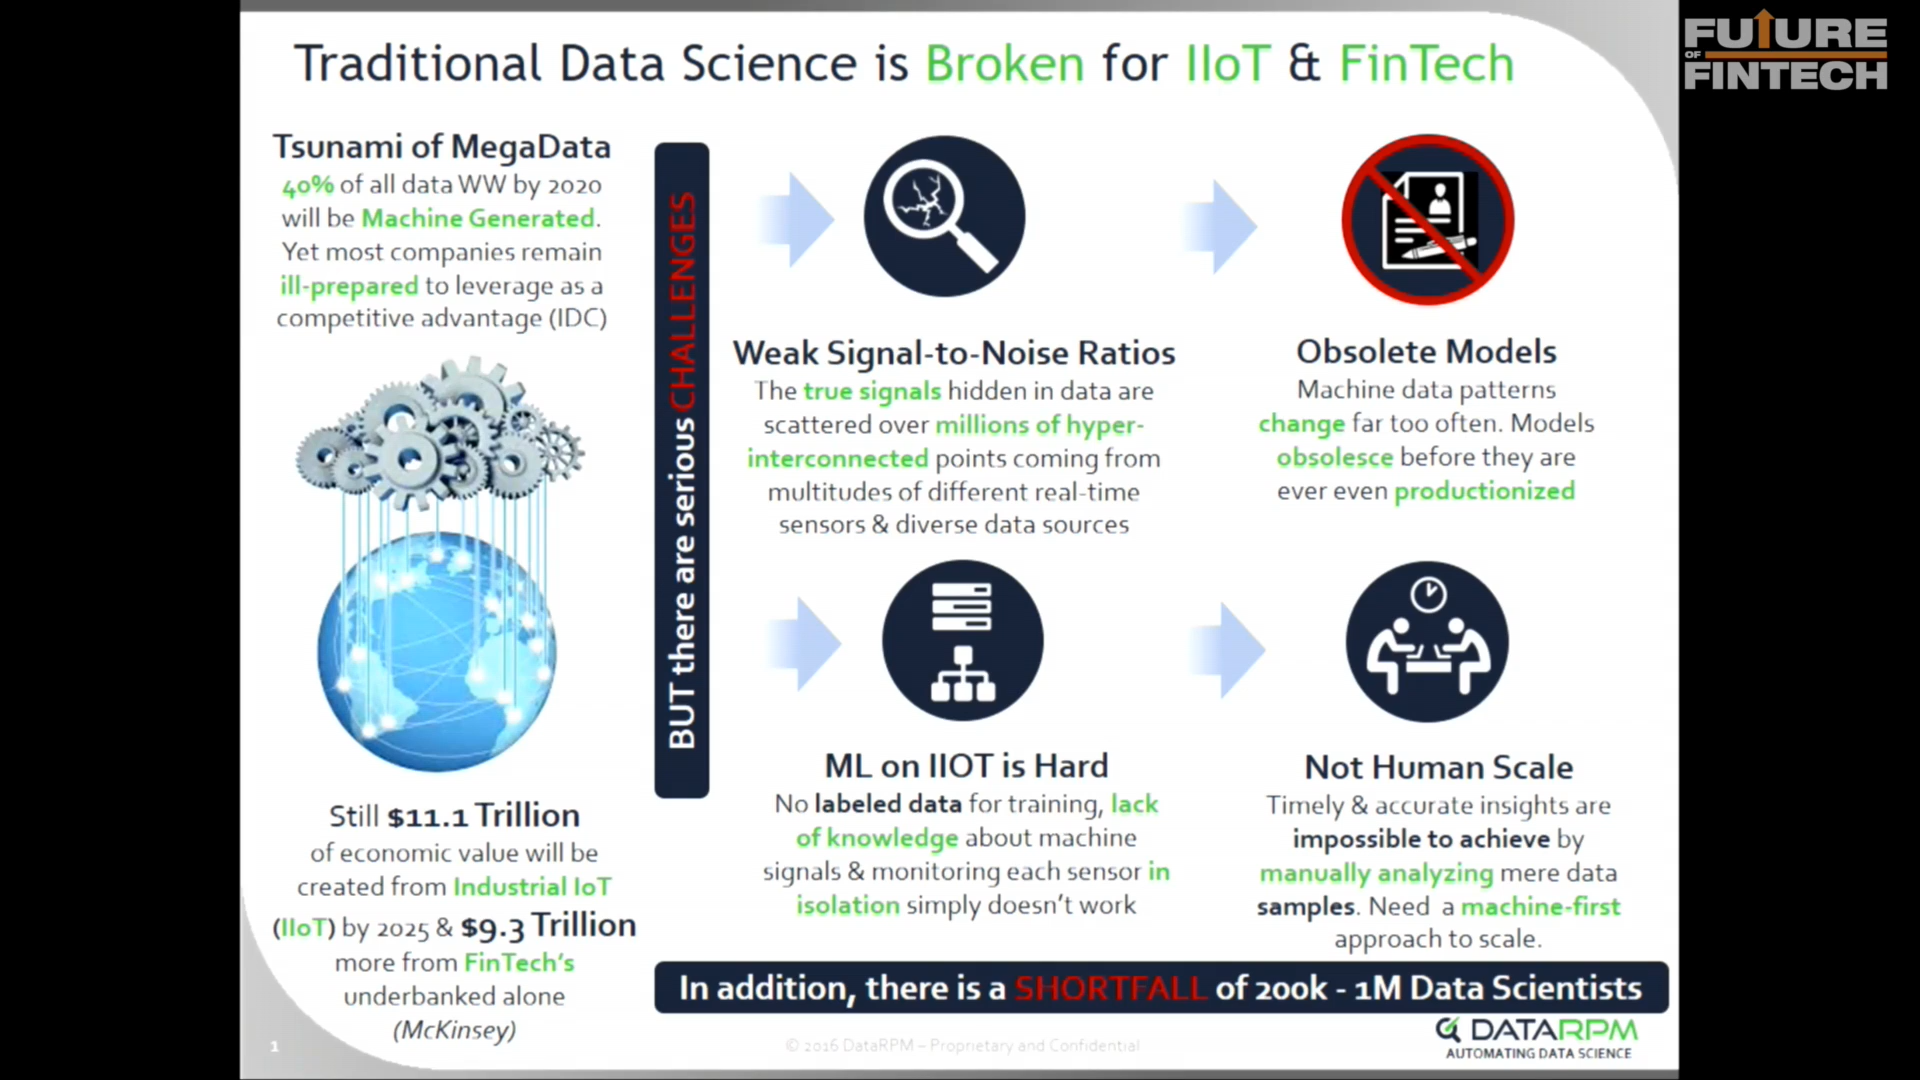 Traditional Data Science is Broken for IIoT & FinTech
FUTURE
OF
FINTECH
Tsunami of MegaData
40% of all data WW by 2020
will be Machine Generated.
Yet most companies remain
ill-prepared to leverage as a
competitive advantage (IDC)
Still $11.1 Trillion
of economic value will be
created from Industrial IoT
(IIoT) by 2025 & $9.3 Trillion
more from FinTech's
underbanked alone
(McKinsey)
BUT there are serious CHALLENGES
Weak Signal-to-Noise Ratios
The true signals hidden in data are
scattered over millions of hyper-
interconnected points coming from
multitudes of different real-time
sensors & diverse data sources
Obsolete Models
Machine data patterns
change far too often. Models
obsolesce before they are
ever even productionized
ML on IIOT is Hard
No labeled data for training, lack
of knowledge about machine
signals & monitoring each sensor in
isolation simply doesn't work
Not Human Scale
Timely & accurate insights are
impossible to achieve by
manually analyzing mere data
samples. Need a machine-first
approach to scale.
In addition, there is a SHORTFALL of 200k - 1M Data Scientists
1
© 2016 DataRPM – Proprietary and Confidential
DATARPM
AUTOMATING DATA SCIENCE